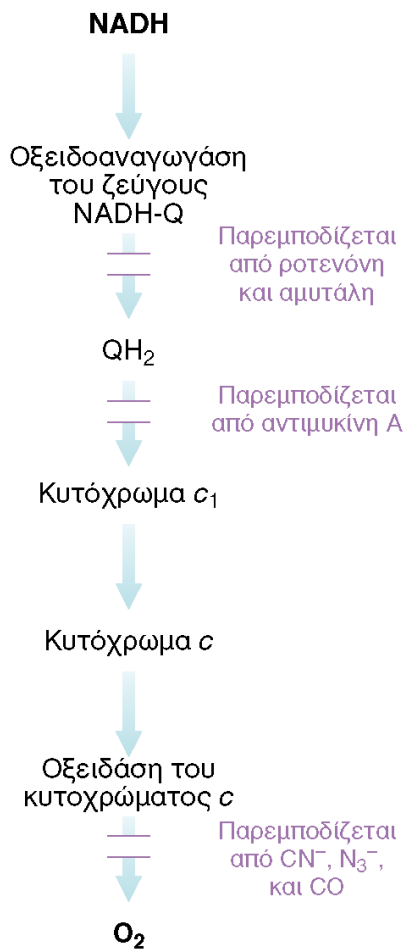 NADH
Οξειδοαναγωγάση
του ζεύγους
NADH-Q
Παρεμποδίζεται
από ροτενόνη
και αμυτάλη
QH₂
Παρεμποδίζεται
από αντιμυκίνη Α
Κυτόχρωμα c₁
Κυτόχρωμα c
Οξειδάση του
κυτοχρώματος c
Παρεμποδίζεται
από CN⁻, N₃⁻,
και CO
O₂